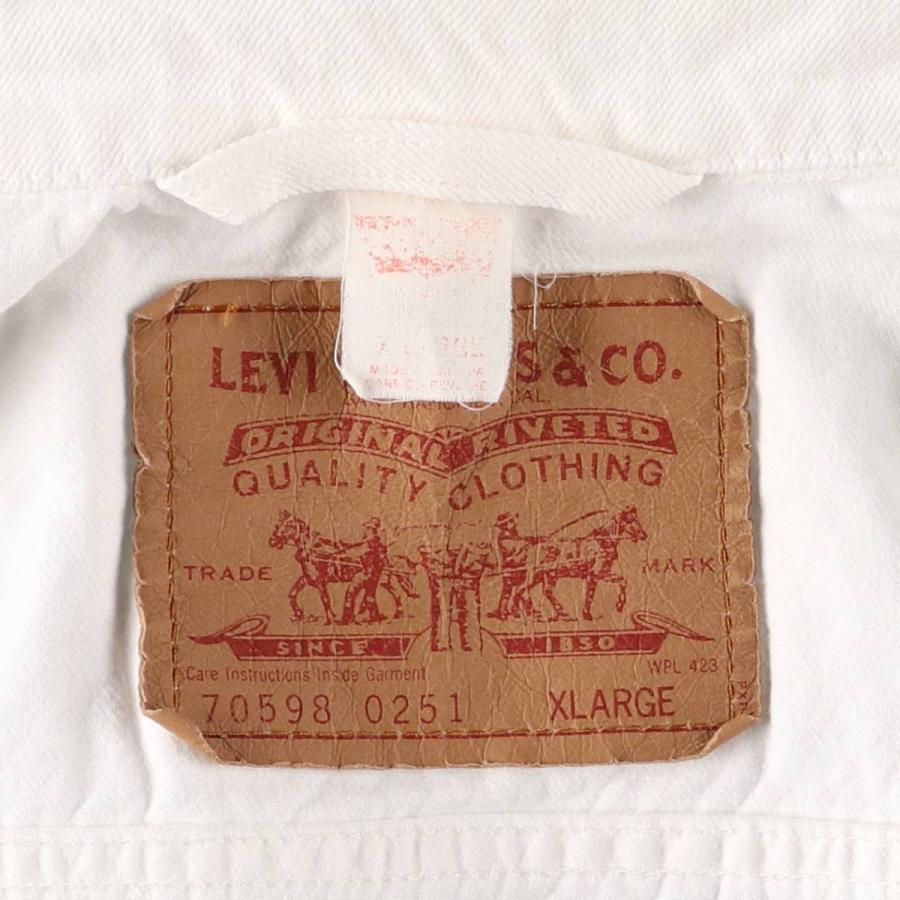 LEVI S & CO.
CAL.
ORIGINAL RIVETED
QUALITY CLOTHING
TRADE MARK
SINCE 1850
Care Instructions Inside Garment WPL 423
70598 0251 XLARGE